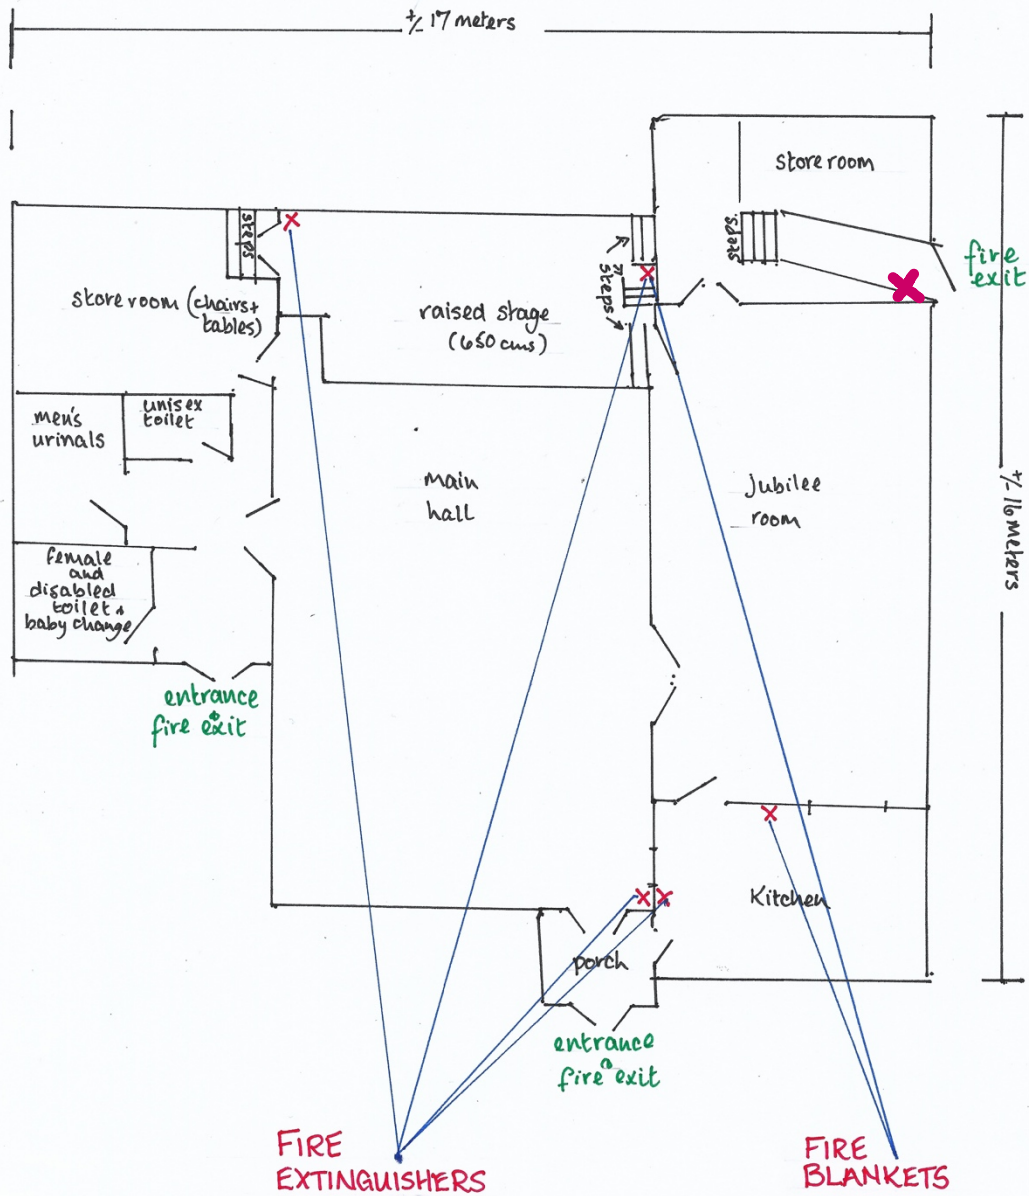 +/- 17 meters
store room
steps
fire
exit
steps
"
steps
store room (chairs+
tables)
raised stage
(650 cms)
men's
urinals
unisex
toilet
main
hall
Jubilee
room
+/- 16 meters
female
and
disabled
toilet +
baby change
entrance
+
fire exit
Kitchen
porch
entrance
fire exit
FIRE
EXTINGUISHERS
FIRE
BLANKETS